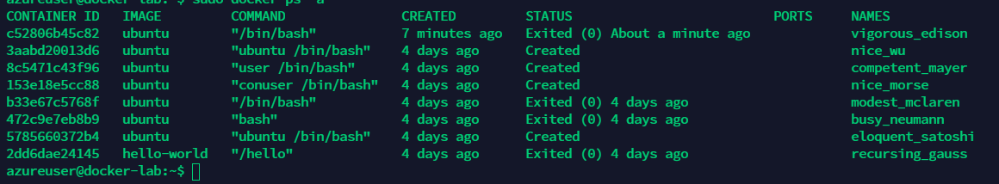 azureuser@docker-lab:~$ sudo docker ps -a
CONTAINER ID   IMAGE         COMMAND                  CREATED         STATUS                          PORTS     NAMES
c52806b45c82   ubuntu        "/bin/bash"              7 minutes ago   Exited (0) About a minute ago             vigorous_edison
3aabd20013d6   ubuntu        "ubuntu /bin/bash"       4 days ago      Created                                   nice_wu
8c5471c43f96   ubuntu        "user /bin/bash"         4 days ago      Created                                   competent_mayer
153e18e5cc88   ubuntu        "conuser /bin/bash"      4 days ago      Created                                   nice_morse
b33e67c5768f   ubuntu        "/bin/bash"              4 days ago      Exited (0) 4 days ago                     modest_mclaren
472c9e7eb8b9   ubuntu        "bash"                   4 days ago      Exited (0) 4 days ago                     busy_neumann
5785660372b4   ubuntu        "ubuntu /bin/bash"       4 days ago      Created                                   eloquent_satoshi
2dd6dae24145   hello-world   "/hello"                 4 days ago      Exited (0) 4 days ago                     recursing_gauss
azureuser@docker-lab:~$